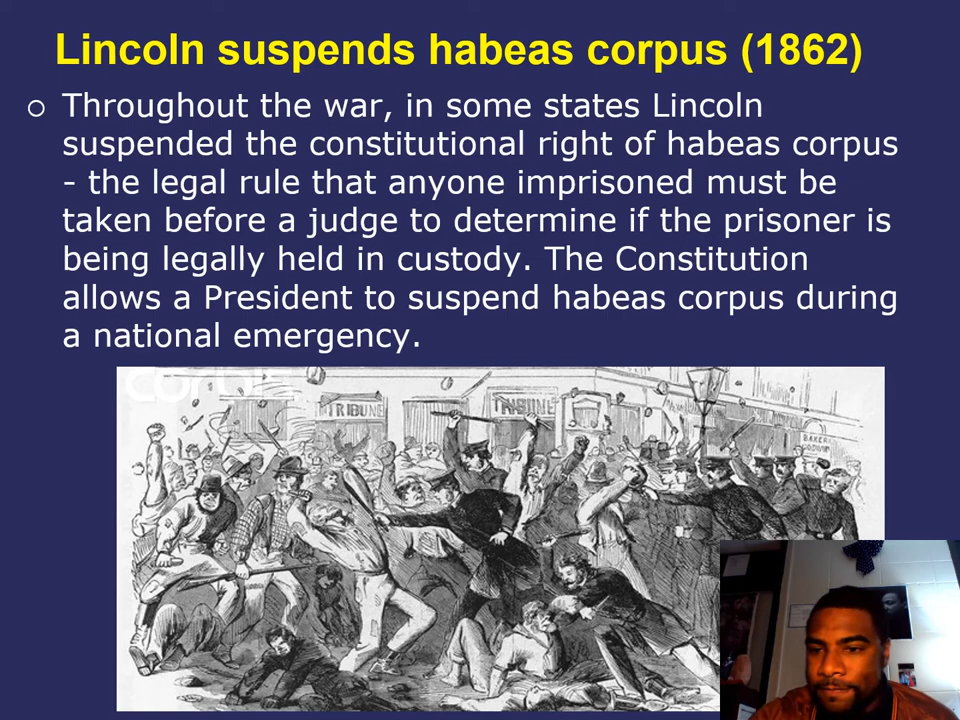 Lincoln suspends habeas corpus (1862)
○ Throughout the war, in some states Lincoln
suspended the constitutional right of habeas corpus
- the legal rule that anyone imprisoned must be
taken before a judge to determine if the prisoner is
being legally held in custody. The Constitution
allows a President to suspend habeas corpus during
a national emergency.
TRIBUNE